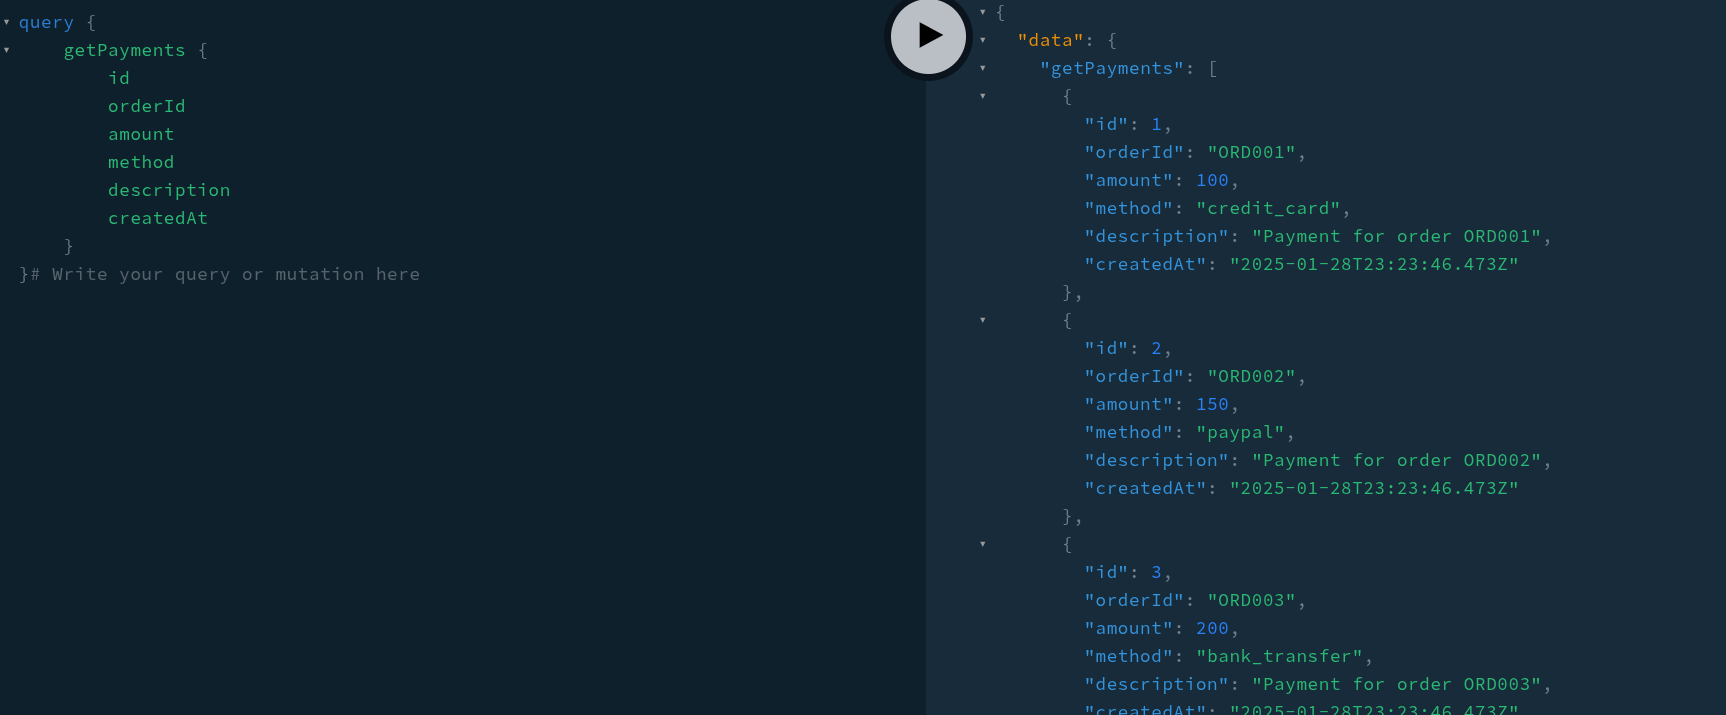 query {
getPayments {
id
orderId
amount
method
description
createdAt
}
}# Write your query or mutation here
{
"data": {
"getPayments": [
{
"id": 1,
"orderId": "ORD001",
"amount": 100,
"method": "credit_card",
"description": "Payment for order ORD001",
"createdAt": "2025-01-28T23:23:46.473Z"
},
{
"id": 2,
"orderId": "ORD002",
"amount": 150,
"method": "paypal",
"description": "Payment for order ORD002",
"createdAt": "2025-01-28T23:23:46.473Z"
},
{
"id": 3,
"orderId": "ORD003",
"amount": 200,
"method": "bank_transfer",
"description": "Payment for order ORD003",
"createdAt": "2025-01-28T23:23:46.473Z"